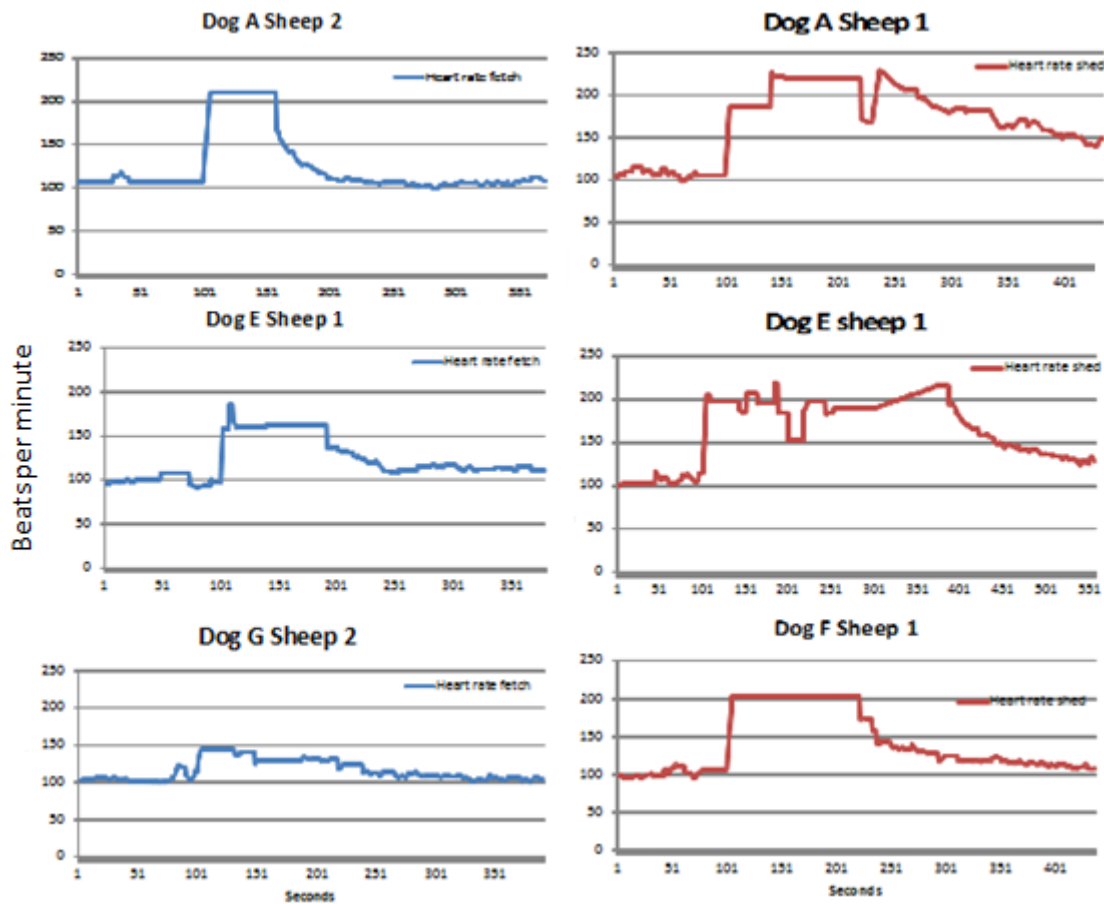 Beats per minute
Dog A Sheep 2
Heart rate fetch
250
200
150
100
50
0
1 51 101 151 201 251 301 351
Dog A Sheep 1
Heart rate shed
250
200
150
100
50
0
1 51 101 151 201 251 301 351 401
Dog E Sheep 1
Heart rate fetch
250
200
150
100
50
0
1 51 101 151 201 251 301 351
Dog E sheep 1
Heart rate shed
250
200
150
100
50
0
1 51 101 151 201 251 301 351 401 451 501 551
Dog G Sheep 2
Heart rate fetch
250
200
150
100
50
0
1 51 101 151 201 251 301 351
Seconds
Dog F Sheep 1
Heart rate shed
250
200
150
100
50
0
1 51 101 151 201 251 301 351 401
Seconds